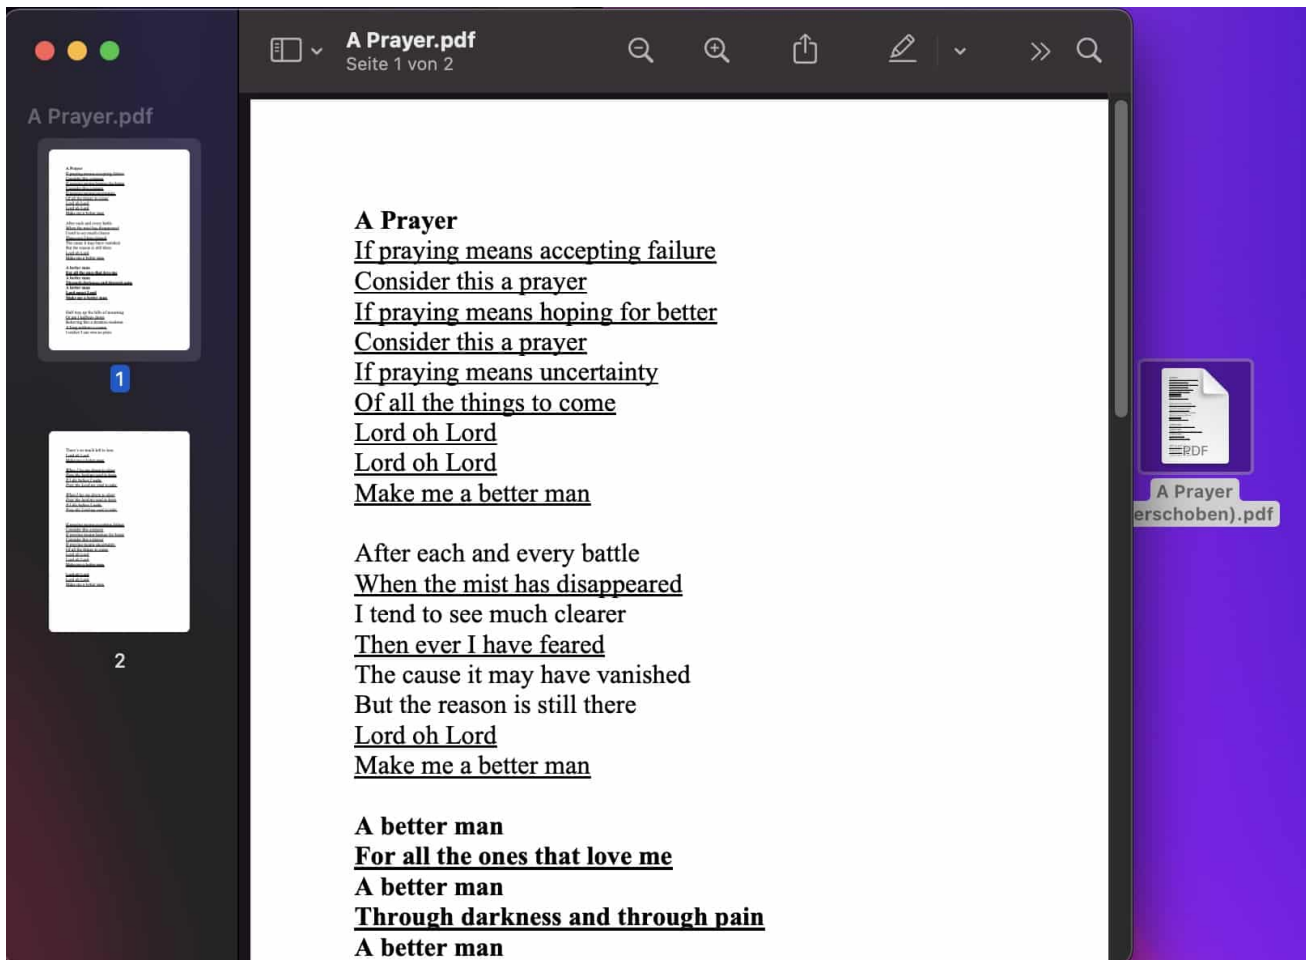 A Prayer.pdf
Seite 1 von 2
A Prayer.pdf
1
2
A Prayer
If praying means accepting failure
Consider this a prayer
If praying means hoping for better
Consider this a prayer
If praying means uncertainty
Of all the things to come
Lord oh Lord
Lord oh Lord
Make me a better man
After each and every battle
When the mist has disappeared
I tend to see much clearer
Then ever I have feared
The cause it may have vanished
But the reason is still there
Lord oh Lord
Make me a better man
A better man
For all the ones that love me
A better man
Through darkness and through pain
A better man
PDF
A Prayer
erschoben).pdf